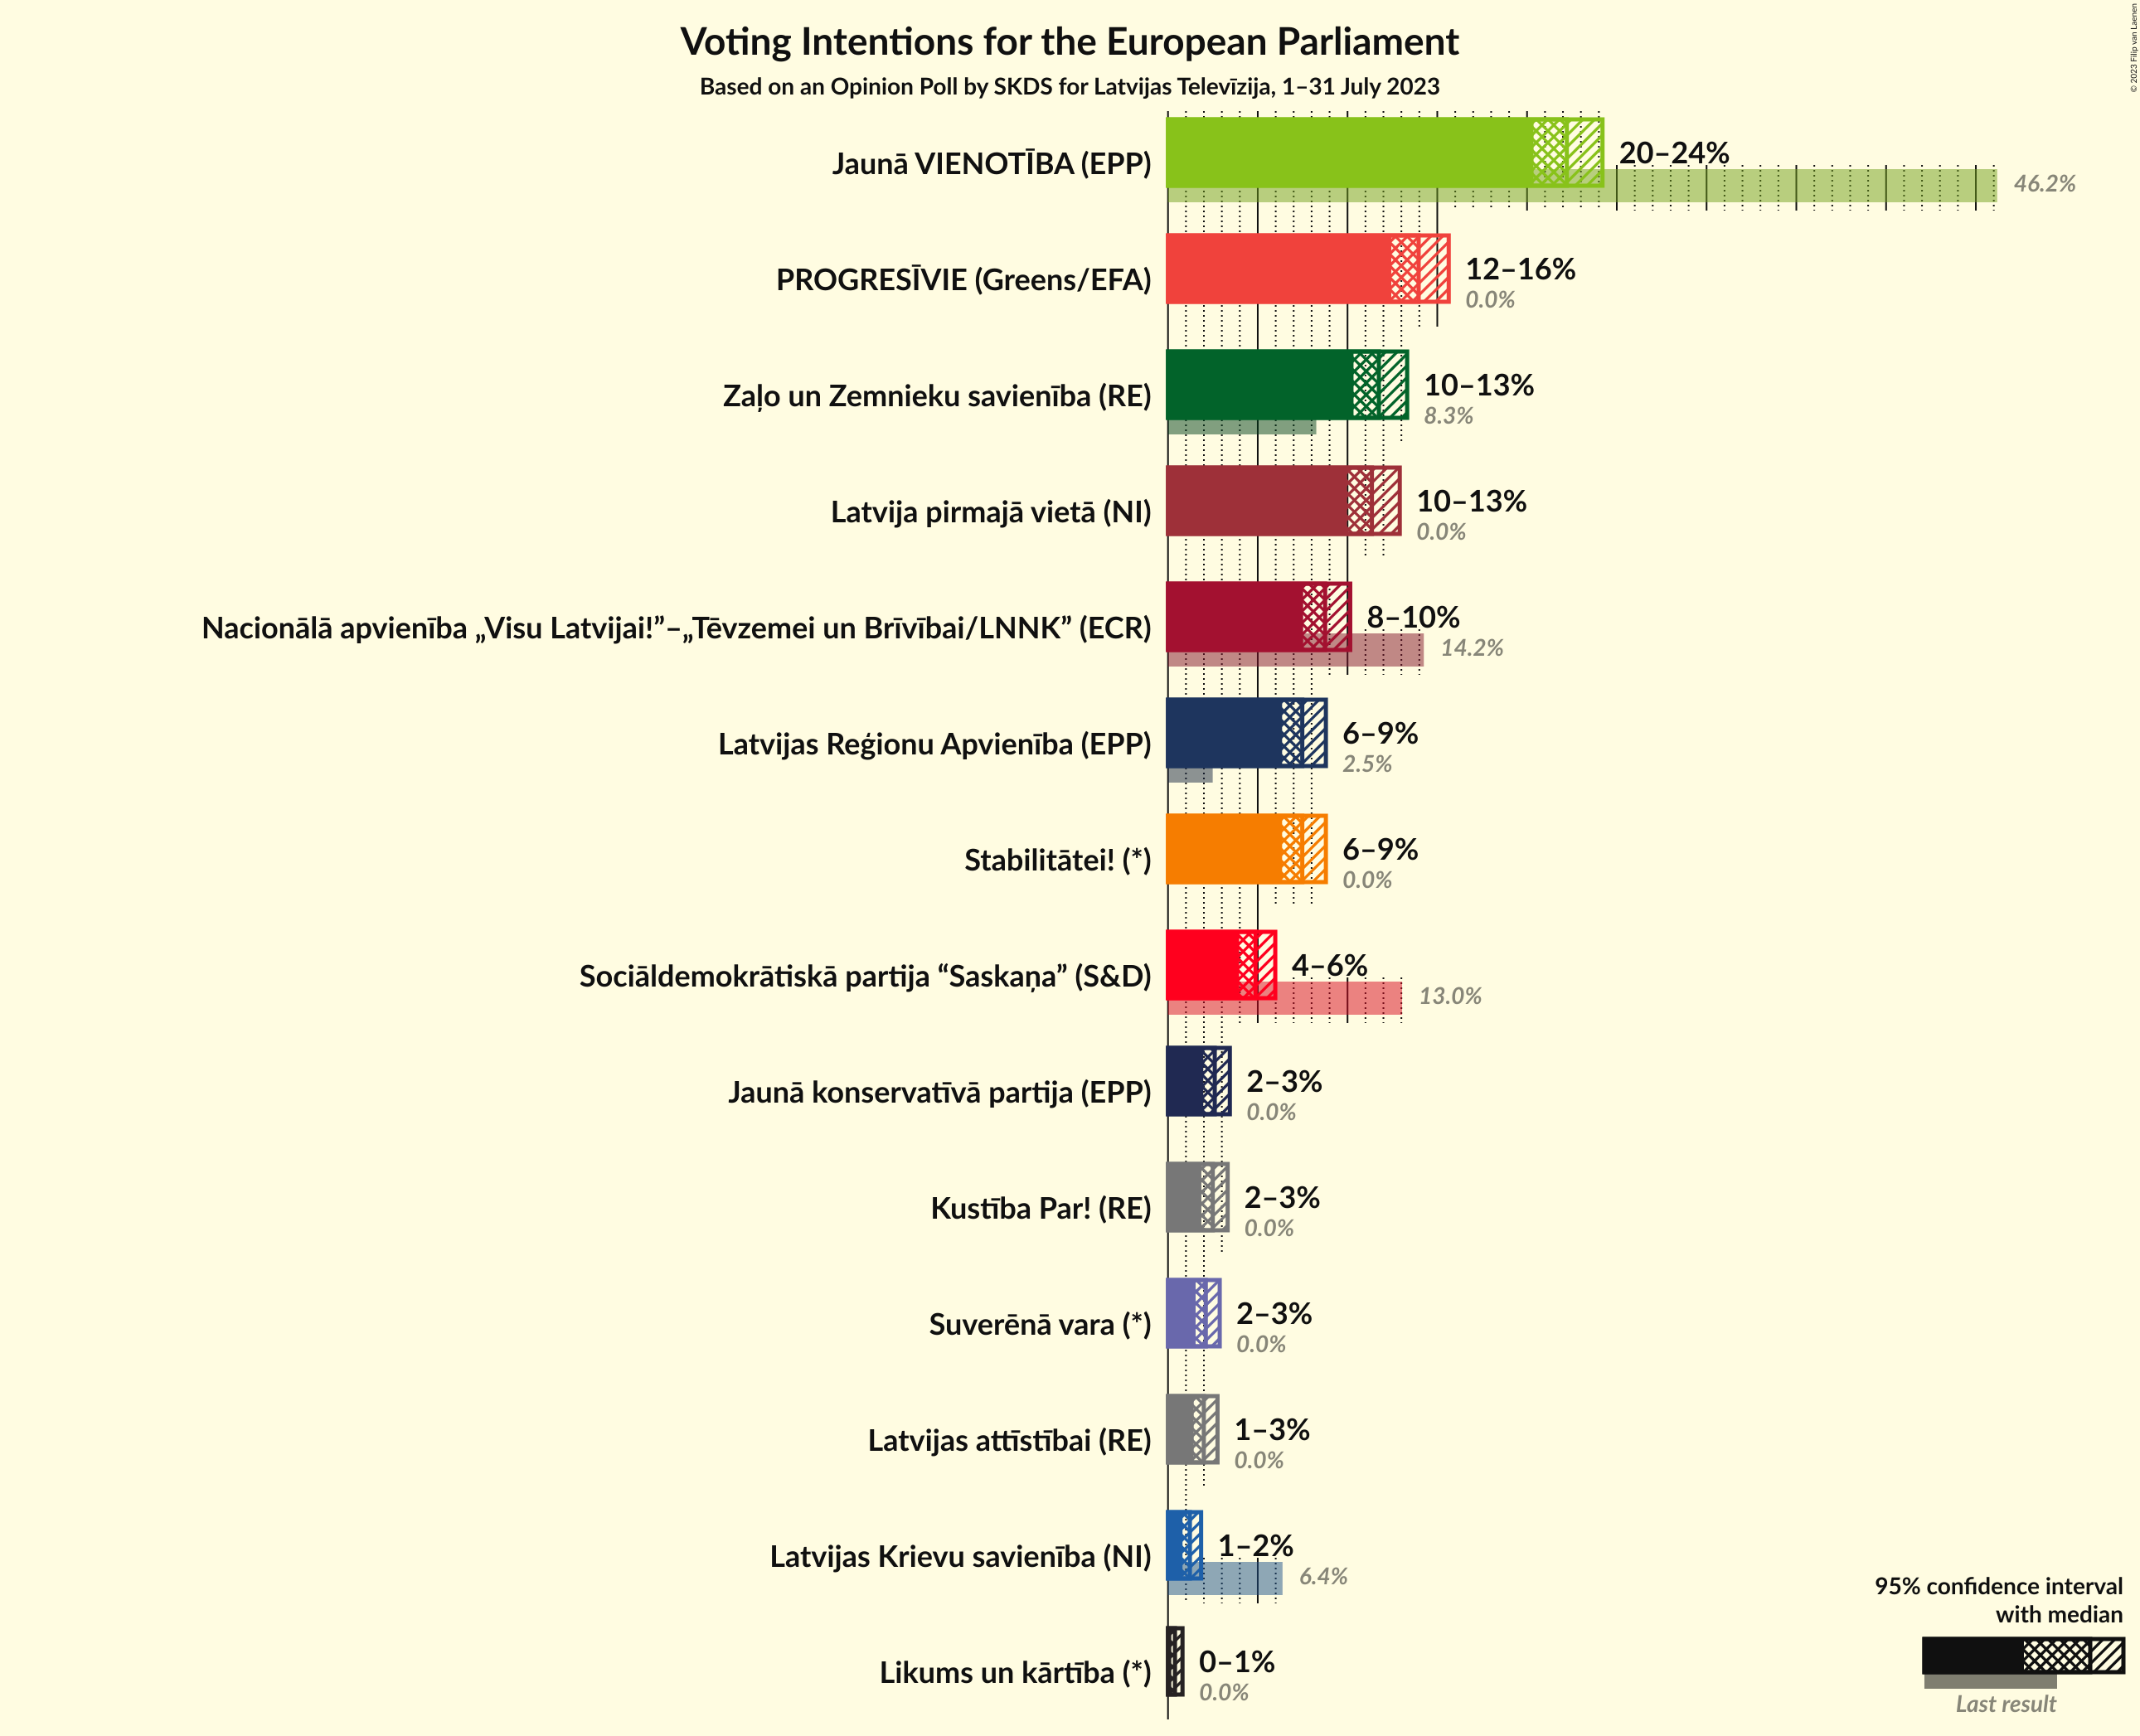 © 2023 Filip van Laenen
Voting Intentions for the European Parliament
Based on an Opinion Poll by SKDS for Latvijas Televīzija, 1–31 July 2023
Jaunā VIENOTĪBA (EPP)
20–24%
46.2%
PROGRESĪVIE (Greens/EFA)
12–16%
0.0%
Zaļo un Zemnieku savienība (RE)
10–13%
8.3%
Latvija pirmajā vietā (NI)
10–13%
0.0%
Nacionālā apvienība „Visu Latvijai!”–„Tēvzemei un Brīvībai/LNNK” (ECR)
8–10%
14.2%
Latvijas Reģionu Apvienība (EPP)
6–9%
2.5%
Stabilitātei! (*)
6–9%
0.0%
Sociāldemokrātiskā partija “Saskaņa” (S&D)
4–6%
13.0%
Jaunā konservatīvā partija (EPP)
2–3%
0.0%
Kustība Par! (RE)
2–3%
0.0%
Suverēnā vara (*)
2–3%
0.0%
Latvijas attīstībai (RE)
1–3%
0.0%
Latvijas Krievu savienība (NI)
1–2%
6.4%
Likums un kārtība (*)
0–1%
0.0%
95% confidence interval
with median
Last result